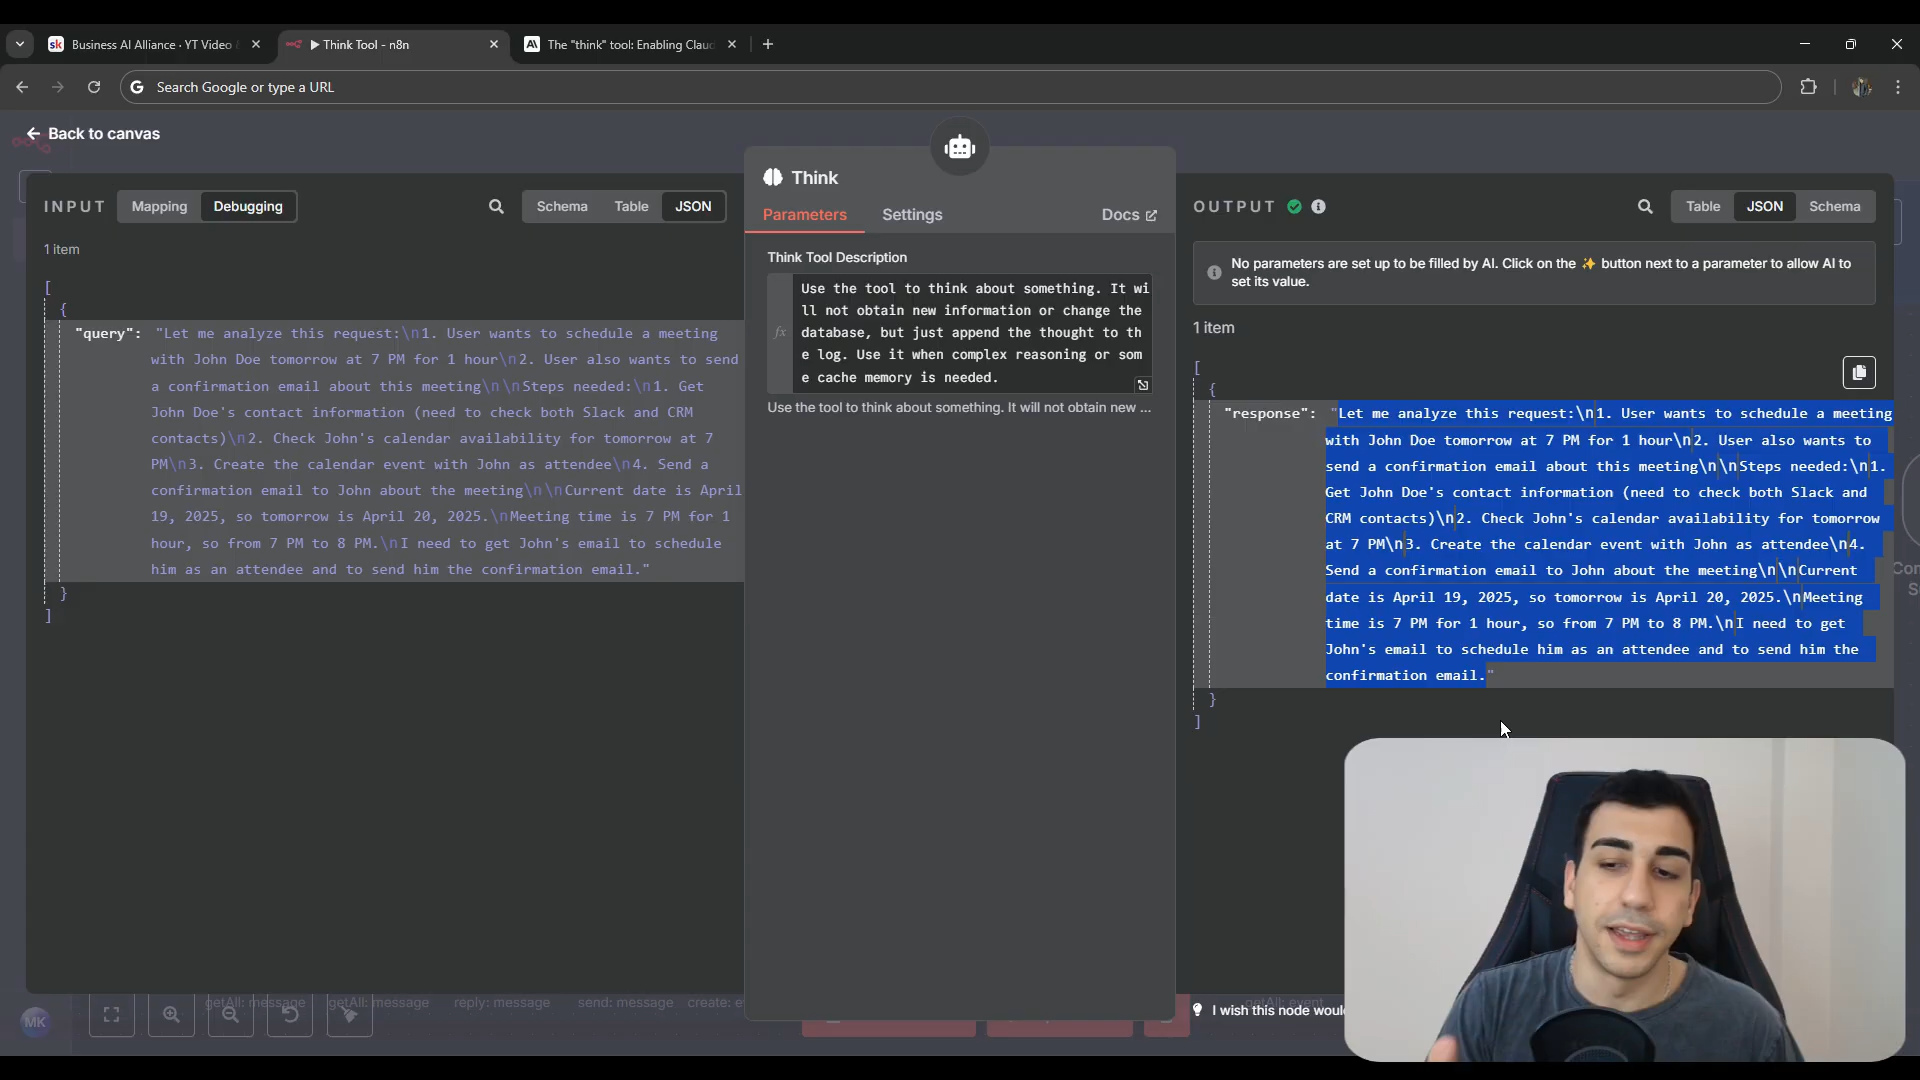 Business AI Alliance · YT Video
Think Tool - n8n
The "think" tool: Enabling Clau
Search Google or type a URL
Back to canvas
INPUT
Mapping
Debugging
Schema
Table
JSON
1 item
[
{
"query": "Let me analyze this request:\n1. User wants to schedule a meeting
with John Doe tomorrow at 7 PM for 1 hour\n2. User also wants to send
a confirmation email about this meeting\n\nSteps needed:\n1. Get
John Doe's contact information (need to check both Slack and CRM
contacts)\n2. Check John's calendar availability for tomorrow at 7
PM\n3. Create the calendar event with John as attendee\n4. Send a
confirmation email to John about the meeting\n\nCurrent date is April
19, 2025, so tomorrow is April 20, 2025.\nMeeting time is 7 PM for 1
hour, so from 7 PM to 8 PM.\nI need to get John's email to schedule
him as an attendee and to send him the confirmation email."
}
]
Think
Parameters
Settings
Docs
Think Tool Description
fx
Use the tool to think about something. It wi
ll not obtain new information or change the
database, but just append the thought to th
e log. Use it when complex reasoning or som
e cache memory is needed.
Use the tool to think about something. It will not obtain new ...
OUTPUT
Table
JSON
Schema
No parameters are set up to be filled by AI. Click on the ✨ button next to a parameter to allow AI to
set its value.
1 item
[
{
"response": "Let me analyze this request:\n1. User wants to schedule a meeting
with John Doe tomorrow at 7 PM for 1 hour\n2. User also wants to
send a confirmation email about this meeting\n\nSteps needed:\n1.
Get John Doe's contact information (need to check both Slack and
CRM contacts)\n2. Check John's calendar availability for tomorrow
at 7 PM\n3. Create the calendar event with John as attendee\n4.
Send a confirmation email to John about the meeting\n\nCurrent
date is April 19, 2025, so tomorrow is April 20, 2025.\nMeeting
time is 7 PM for 1 hour, so from 7 PM to 8 PM.\nI need to get
John's email to schedule him as an attendee and to send him the
confirmation email."
}
]
getAll: message
getAll: message
reply: message
send: message
create: e
getAll: event
I wish this node woul
MK